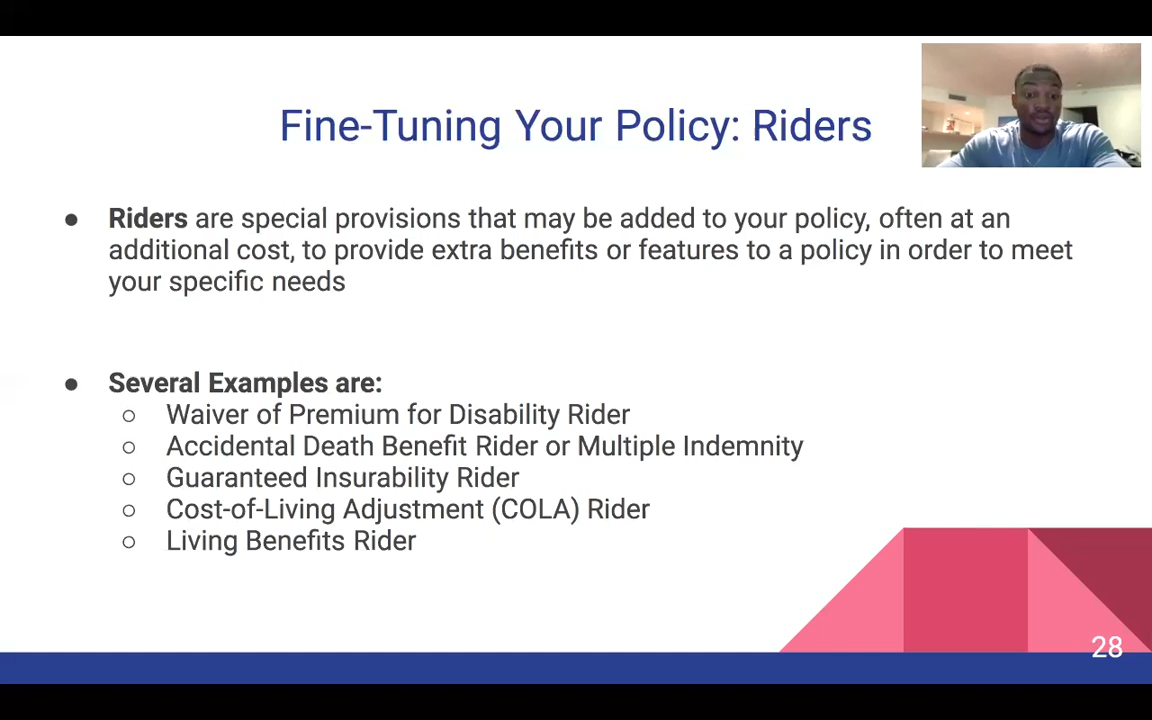 Fine-Tuning Your Policy: Riders
● Riders are special provisions that may be added to your policy, often at an
additional cost, to provide extra benefits or features to a policy in order to meet
your specific needs
● Several Examples are:
○ Waiver of Premium for Disability Rider
○ Accidental Death Benefit Rider or Multiple Indemnity
○ Guaranteed Insurability Rider
○ Cost-of-Living Adjustment (COLA) Rider
○ Living Benefits Rider
28